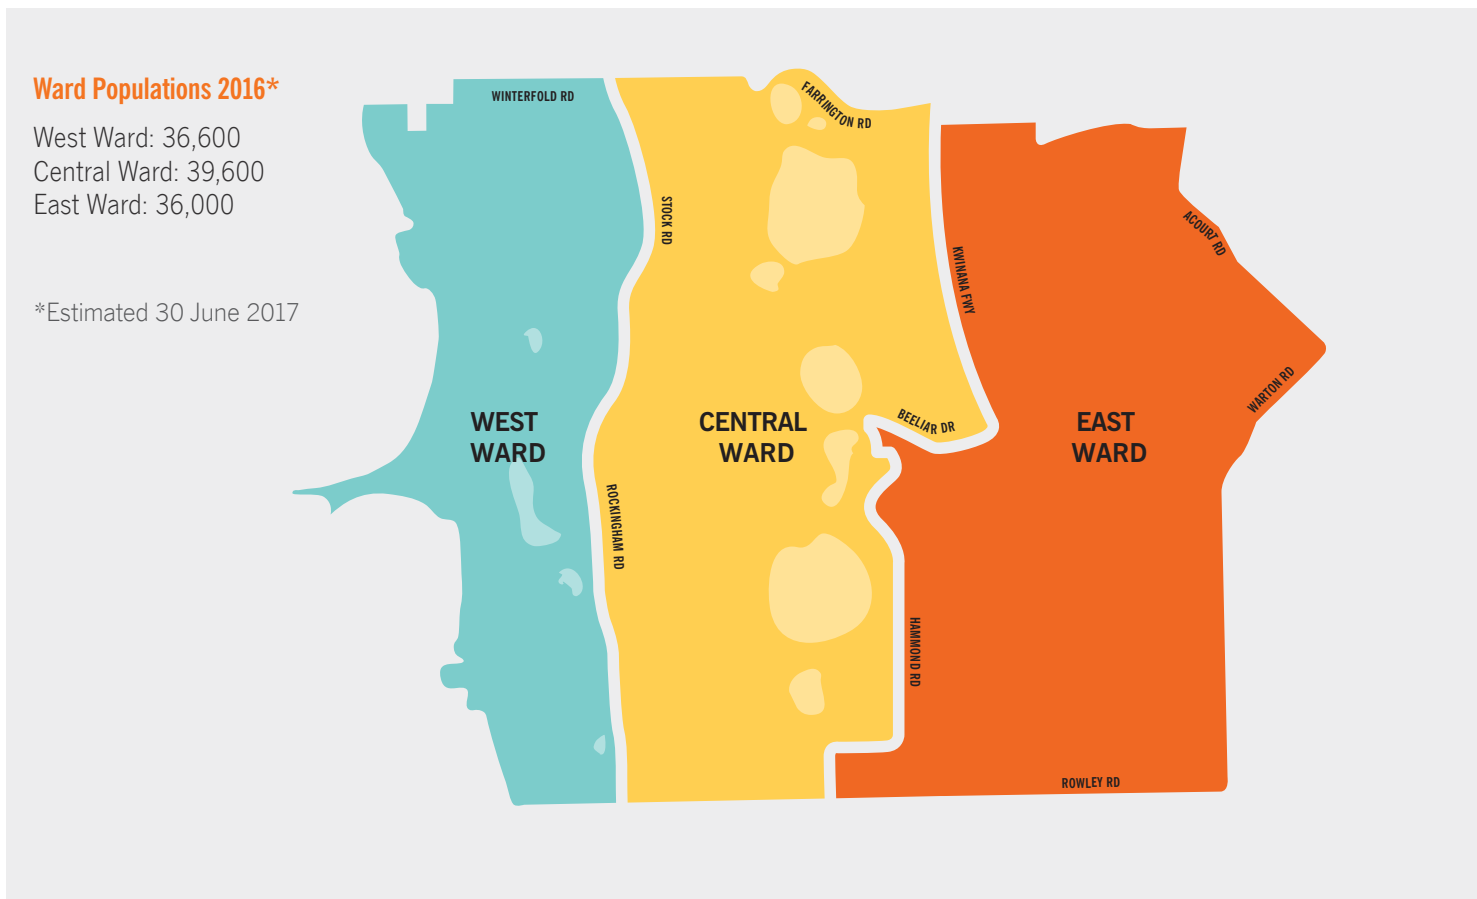 Ward Populations 2016*
West Ward: 36,600
Central Ward: 39,600
East Ward: 36,000
*Estimated 30 June 2017
WINTERFOLD RD
FARRINGTON RD
STOCK RD
ACOURT RD
KWINANA FWY
WARTON RD
BEELIAR DR
WEST
WARD
CENTRAL
WARD
EAST
WARD
ROCKINGHAM RD
HAMMOND RD
ROWLEY RD